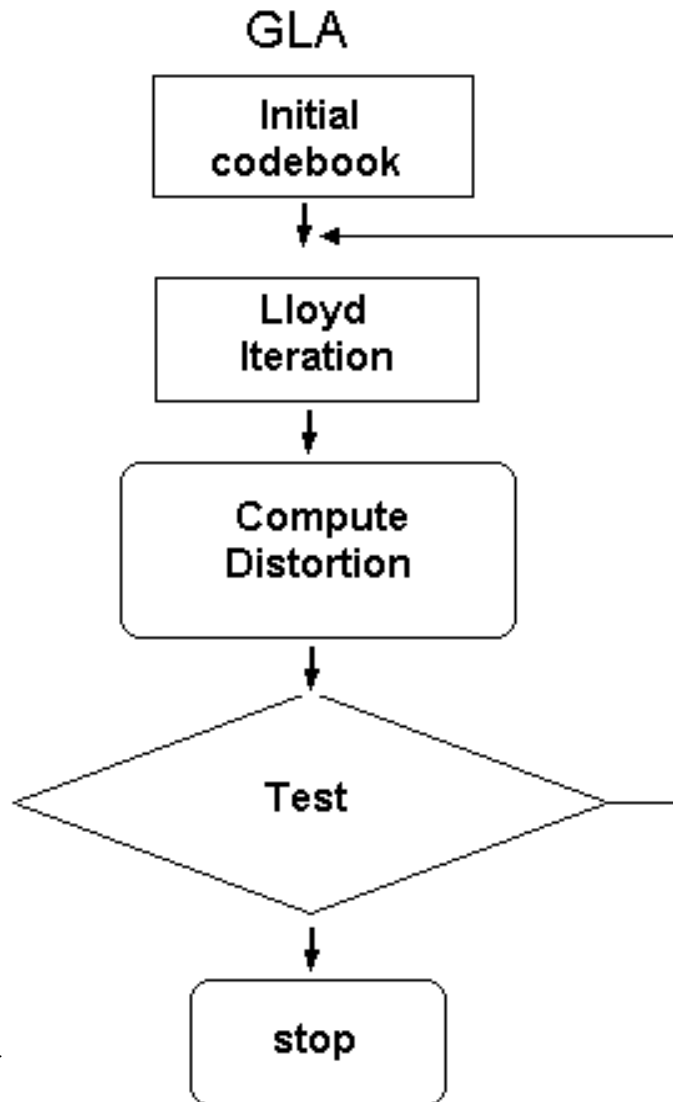 GLA
Initial
codebook
Lloyd
Iteration
Compute
Distortion
Test
stop